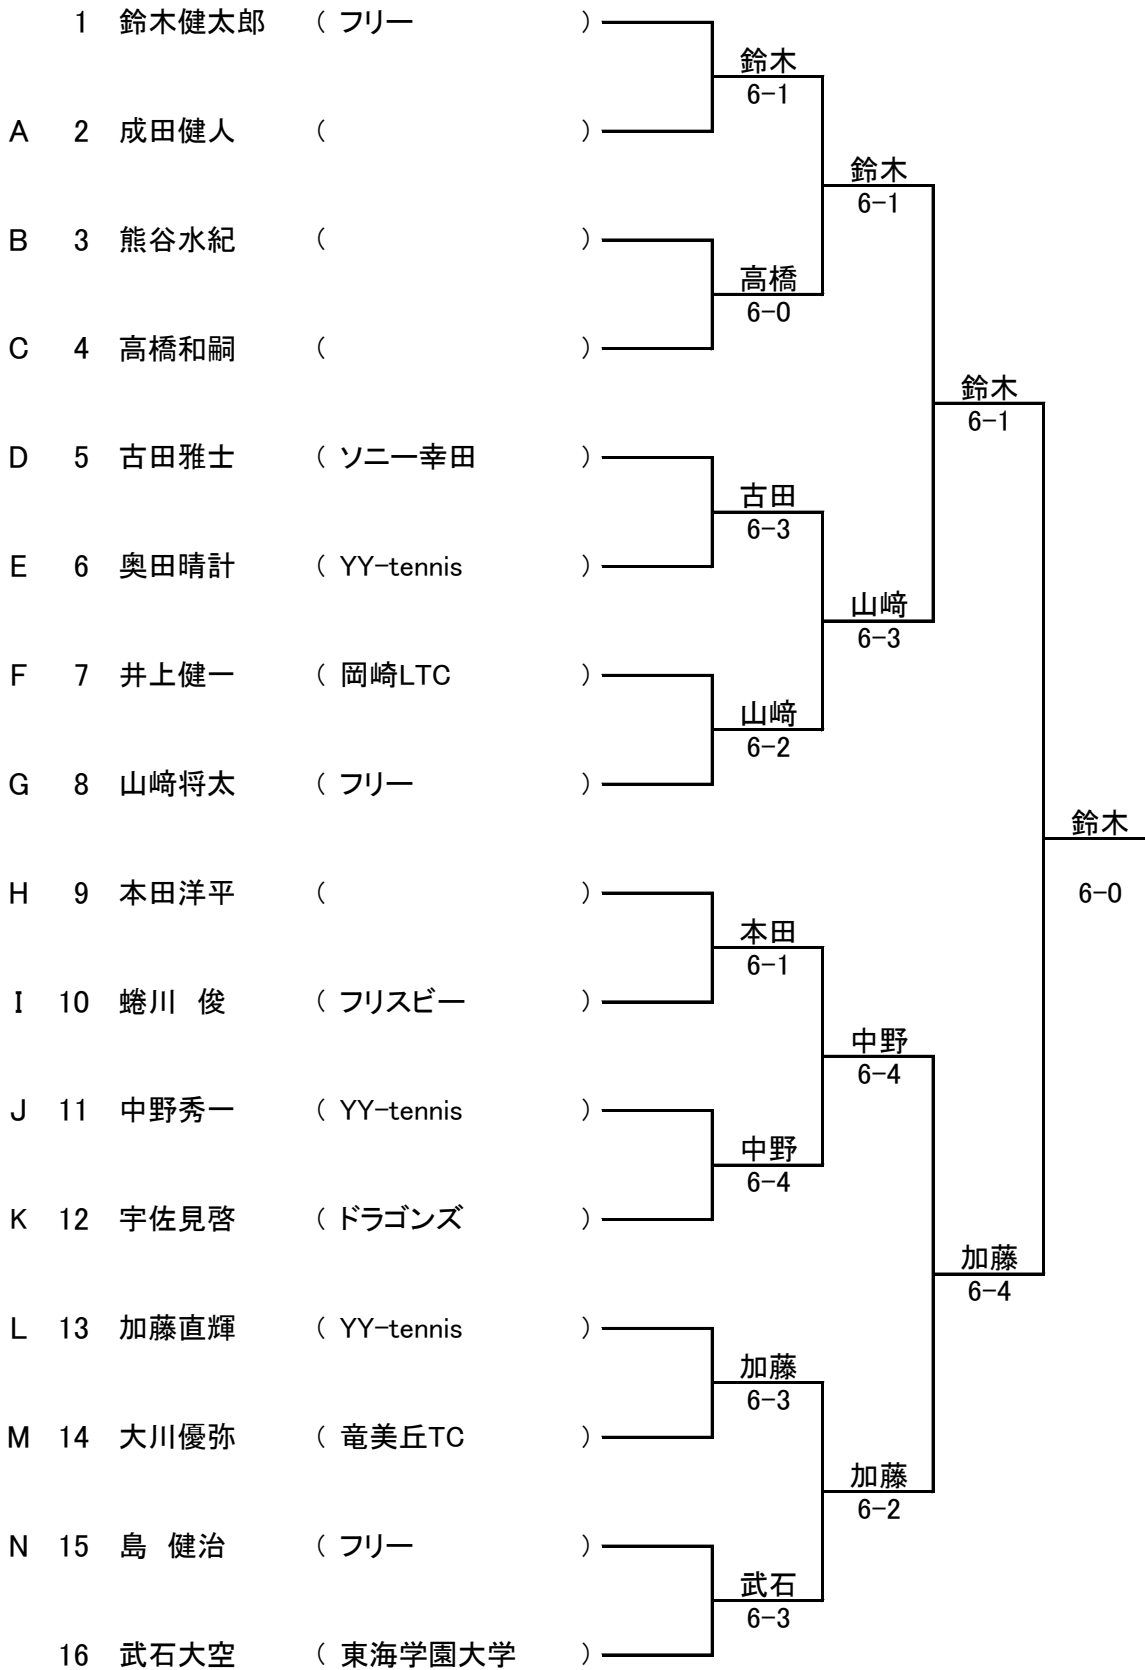 1 鈴木健太郎 ( フリー )
鈴木
6-1
A 2 成田健人 ( )
鈴木
6-1
B 3 熊谷水紀 ( )
高橋
6-0
C 4 高橋和嗣 ( )
鈴木
6-1
D 5 古田雅士 ( ソニー幸田 )
古田
6-3
E 6 奥田晴計 ( YY-tennis )
山﨑
6-3
F 7 井上健一 ( 岡崎LTC )
山﨑
6-2
G 8 山﨑将太 ( フリー )
鈴木
H 9 本田洋平 ( ) 6-0
本田
6-1
I 10 蜷川 俊 ( フリスビー )
中野
6-4
J 11 中野秀一 ( YY-tennis )
中野
6-4
K 12 宇佐見啓 ( ドラゴンズ )
加藤
6-4
L 13 加藤直輝 ( YY-tennis )
加藤
6-3
M 14 大川優弥 ( 竜美丘TC )
加藤
6-2
N 15 島 健治 ( フリー )
武石
6-3
16 武石大空 ( 東海学園大学 )